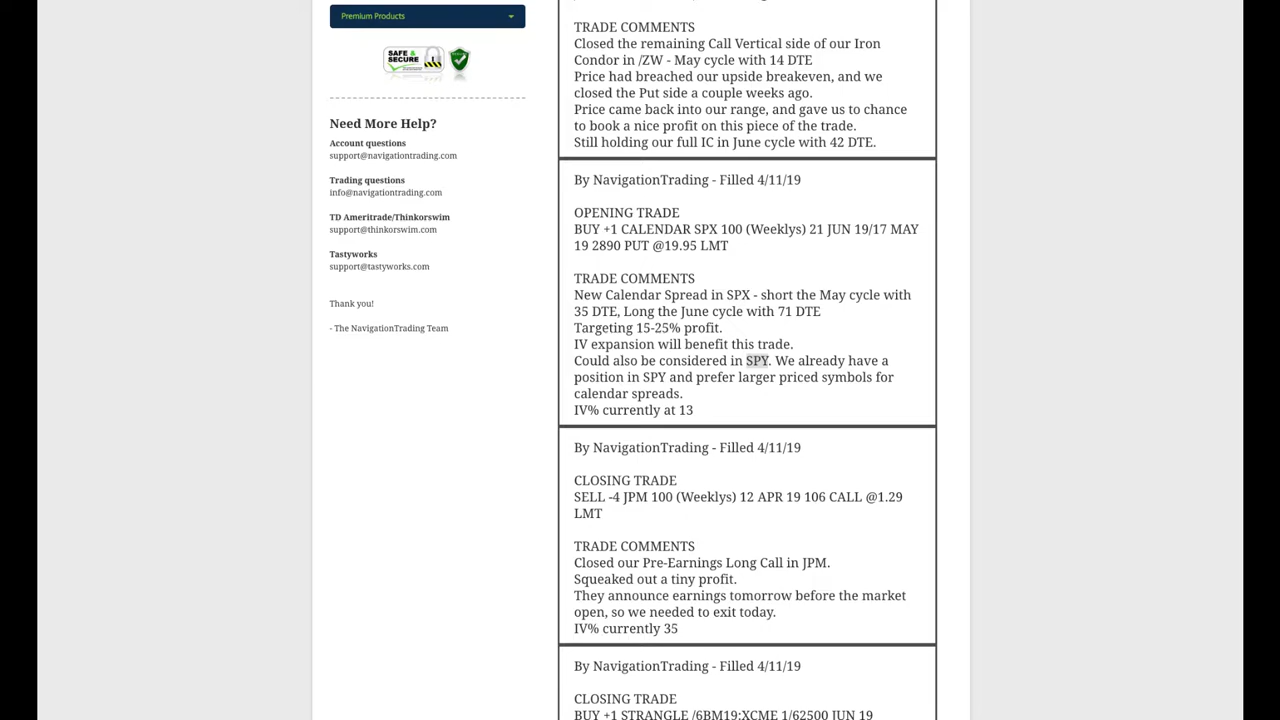 Premium Products
SAFE &
SECURE
Need More Help?
Account questions
support@navigationtrading.com
Trading questions
info@navigationtrading.com
TD Ameritrade/Thinkorswim
support@thinkorswim.com
Tastyworks
support@tastyworks.com
Thank you!
- The NavigationTrading Team
TRADE COMMENTS
Closed the remaining Call Vertical side of our Iron
Condor in /ZW - May cycle with 14 DTE
Price had breached our upside breakeven, and we
closed the Put side a couple weeks ago.
Price came back into our range, and gave us to chance
to book a nice profit on this piece of the trade.
Still holding our full IC in June cycle with 42 DTE.
By NavigationTrading - Filled 4/11/19
OPENING TRADE
BUY +1 CALENDAR SPX 100 (Weeklys) 21 JUN 19/17 MAY
19 2890 PUT @19.95 LMT
TRADE COMMENTS
New Calendar Spread in SPX - short the May cycle with
35 DTE, Long the June cycle with 71 DTE
Targeting 15-25% profit.
IV expansion will benefit this trade.
Could also be considered in SPY. We already have a
position in SPY and prefer larger priced symbols for
calendar spreads.
IV% currently at 13
By NavigationTrading - Filled 4/11/19
CLOSING TRADE
SELL -4 JPM 100 (Weeklys) 12 APR 19 106 CALL @1.29
LMT
TRADE COMMENTS
Closed our Pre-Earnings Long Call in JPM.
Squeaked out a tiny profit.
They announce earnings tomorrow before the market
open, so we needed to exit today.
IV% currently 35
By NavigationTrading - Filled 4/11/19
CLOSING TRADE
BUY +1 STRANGLE /6BM19:XCME 1/62500 JUN 19